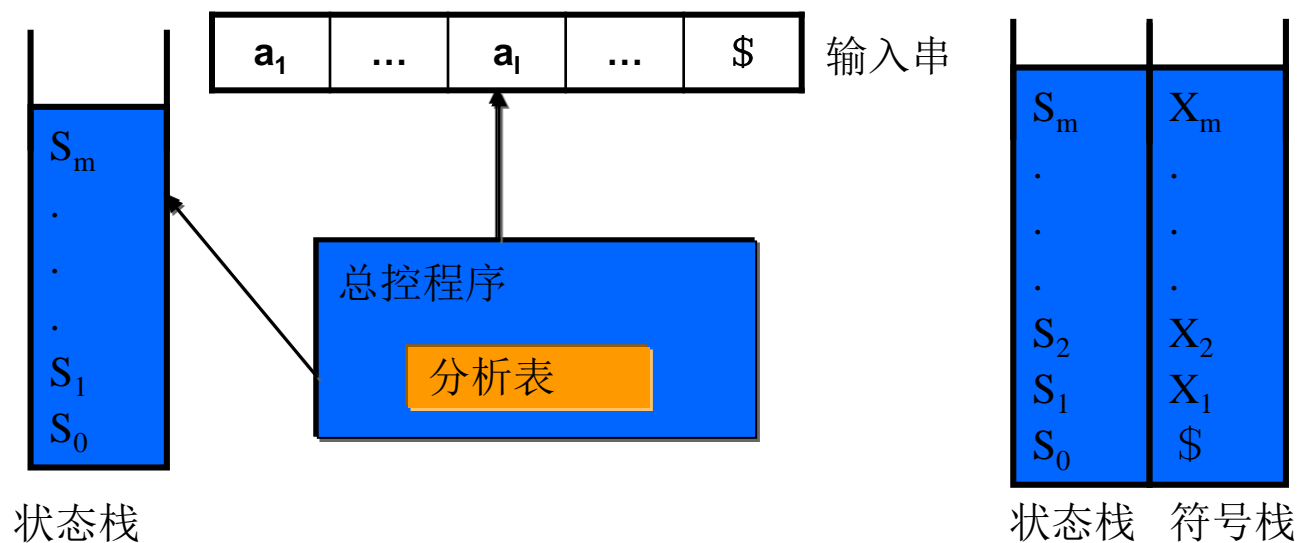 a₁ … aₗ … $ 输入串
Sₘ
.
.
.
S₁
S₀
状态栈
总控程序
分析表
Sₘ Xₘ
. .
. .
. .
S₂ X₂
S₁ X₁
S₀ $
状态栈 符号栈